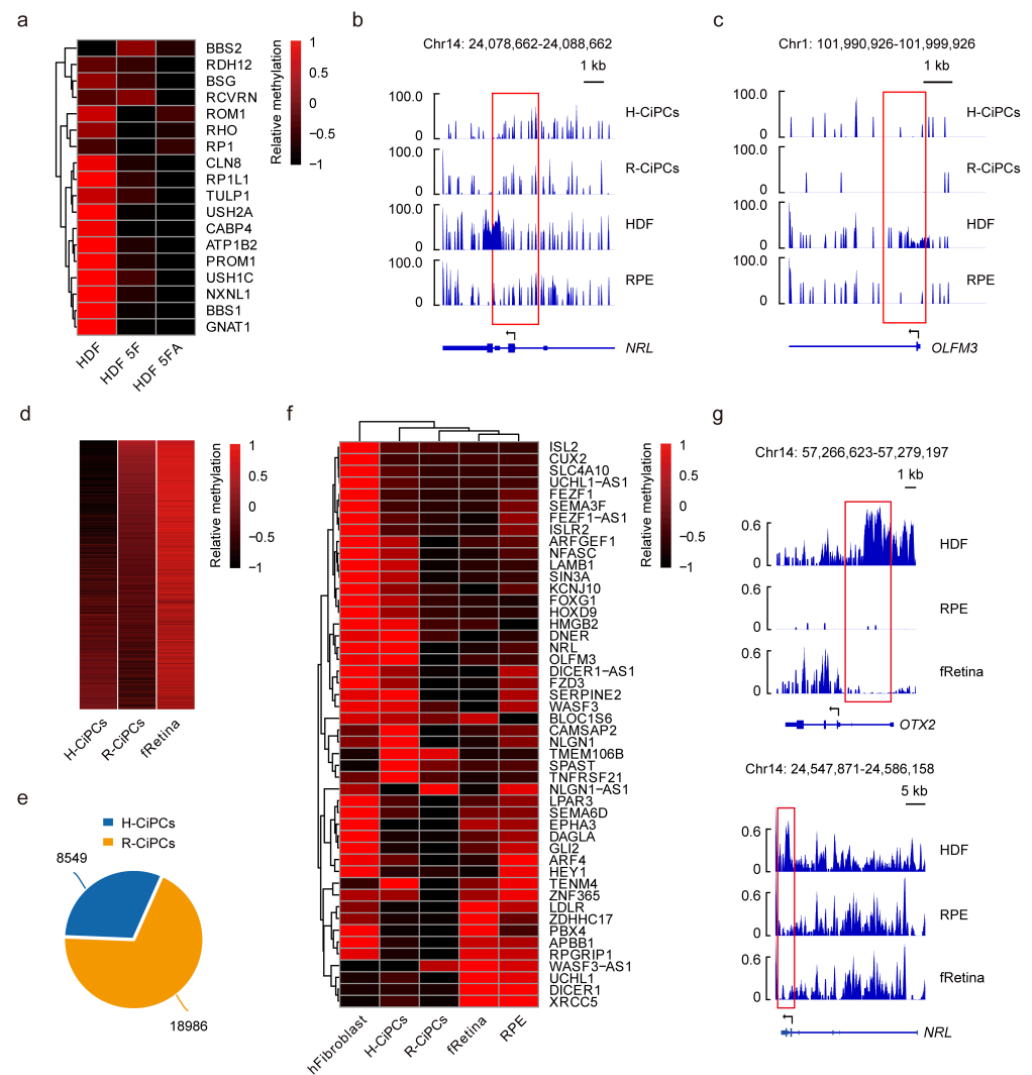 a
BBS2
RDH12
BSG
RCVRN
ROM1
RHO
RP1
CLN8
RP1L1
TULP1
USH2A
CABP4
ATP1B2
PROM1
USH1C
NXNL1
BBS1
GNAT1
HDF
HDF 5F
HDF 5FA
1
0.5
0
−0.5
−1
Relative methylation
b
Chr14: 24,078,662-24,088,662
1 kb
100.0
0
H-CiPCs
100.0
0
R-CiPCs
100.0
0
HDF
100.0
0
RPE
NRL
c
Chr1: 101,990,926-101,999,926
1 kb
100.0
0
H-CiPCs
100.0
0
R-CiPCs
100.0
0
HDF
100.0
0
RPE
OLFM3
d
H-CiPCs
R-CiPCs
fRetina
1
0.5
0
−0.5
−1
Relative methylation
e
H-CiPCs
R-CiPCs
8549
18986
f
ISL2
CUX2
SLC4A10
UCHL1−AS1
FEZF1
SEMA3F
FEZF1−AS1
ISLR2
ARFGEF1
NFASC
LAMB1
SIN3A
KCNJ10
FOXG1
HOXD9
HMGB2
DNER
NRL
OLFM3
DICER1−AS1
FZD3
SERPINE2
WASF3
BLOC1S6
CAMSAP2
NLGN1
TMEM106B
SPAST
TNFRSF21
NLGN1−AS1
LPAR3
SEMA6D
EPHA3
DAGLA
GLI2
ARF4
HEY1
TENM4
ZNF365
LDLR
ZDHHC17
PBX4
APBB1
RPGRIP1
WASF3−AS1
UCHL1
DICER1
XRCC5
hFibroblast
H-CiPCs
R-CiPCs
fRetina
RPE
1
0.5
0
−0.5
−1
Relative methylation
g
Chr14: 57,266,623-57,279,197
1 kb
0.6
0
HDF
0.6
0
RPE
0.6
0
fRetina
OTX2
Chr14: 24,547,871-24,586,158
5 kb
0.6
0
HDF
0.6
0
RPE
0.6
0
fRetina
NRL